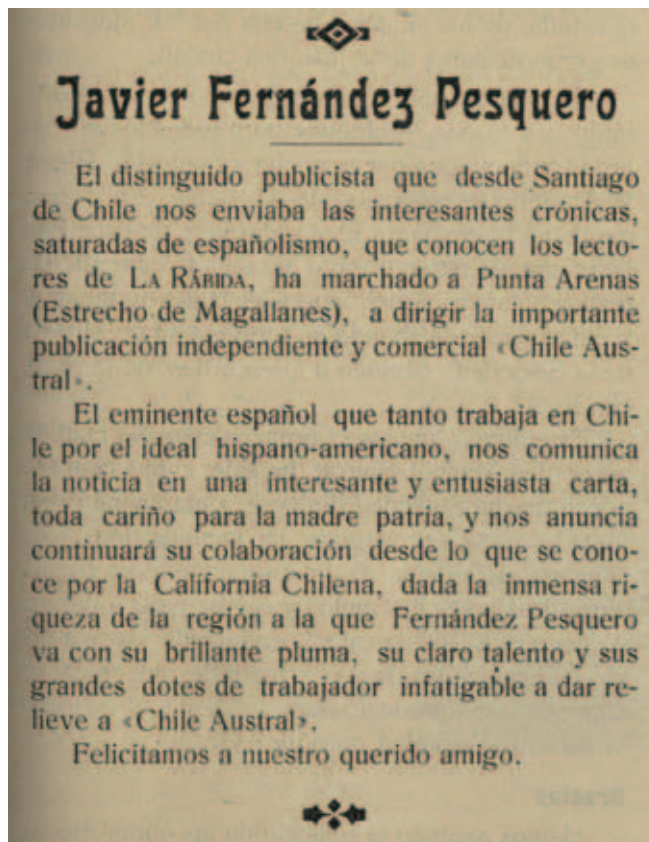 Javier Fernández Pesquero
El distinguido publicista que desde Santiago
de Chile nos enviaba las interesantes crónicas,
saturadas de españolismo, que conocen los lecto-
res de LA RÁBIDA, ha marchado a Punta Arenas
(Estrecho de Magallanes), a dirigir la importante
publicación independiente y comercial «Chile Aus-
tral».
El eminente español que tanto trabaja en Chi-
le por el ideal hispano-americano, nos comunica
la noticia en una interesante y entusiasta carta,
toda cariño para la madre patria, y nos anuncia
continuará su colaboración desde lo que se cono-
ce por la California Chilena, dada la inmensa ri-
queza de la región a la que Fernández Pesquero
va con su brillante pluma, su claro talento y sus
grandes dotes de trabajador infatigable a dar re-
lieve a «Chile Austral».
Felicitamos a nuestro querido amigo.